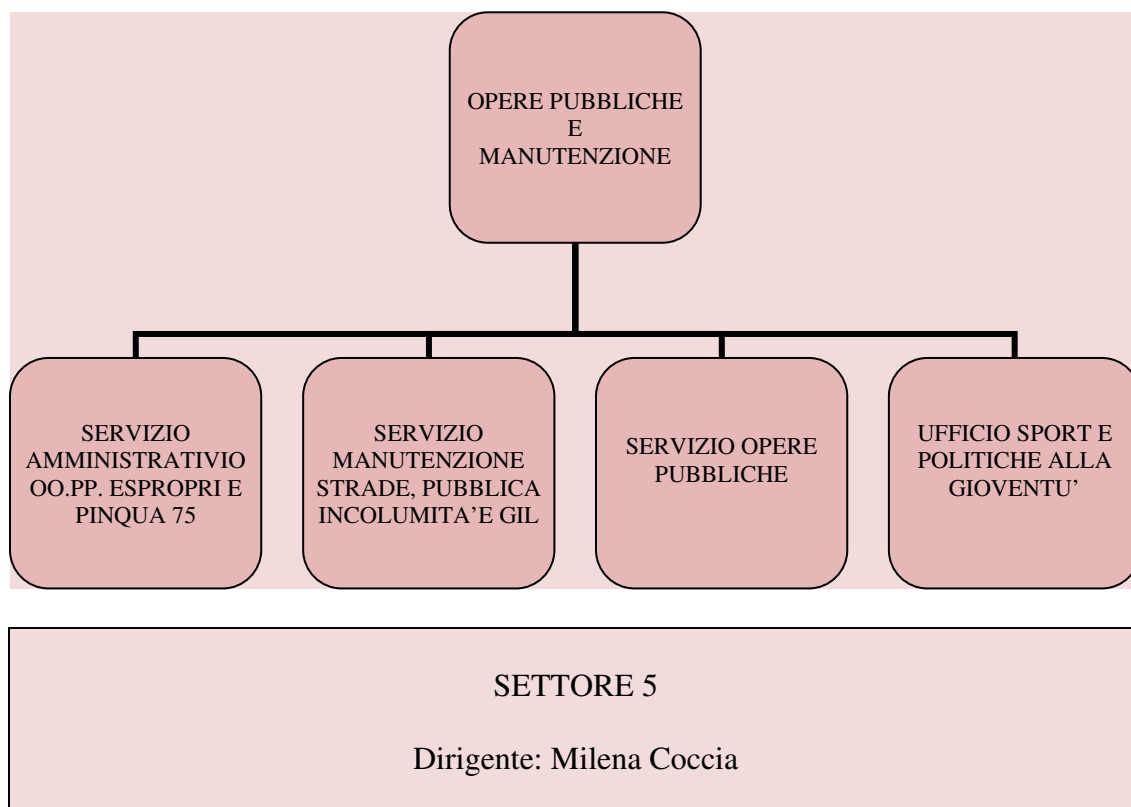 OPERE PUBBLICHE
E
MANUTENZIONE
SERVIZIO
AMMINISTRATIVIO
OO.PP. ESPROPRI E
PINQUA 75
SERVIZIO
MANUTENZIONE
STRADE, PUBBLICA
INCOLUMITA’E GIL
SERVIZIO OPERE
PUBBLICHE
UFFICIO SPORT E
POLITICHE ALLA
GIOVENTU’
SETTORE 5
Dirigente: Milena Coccia